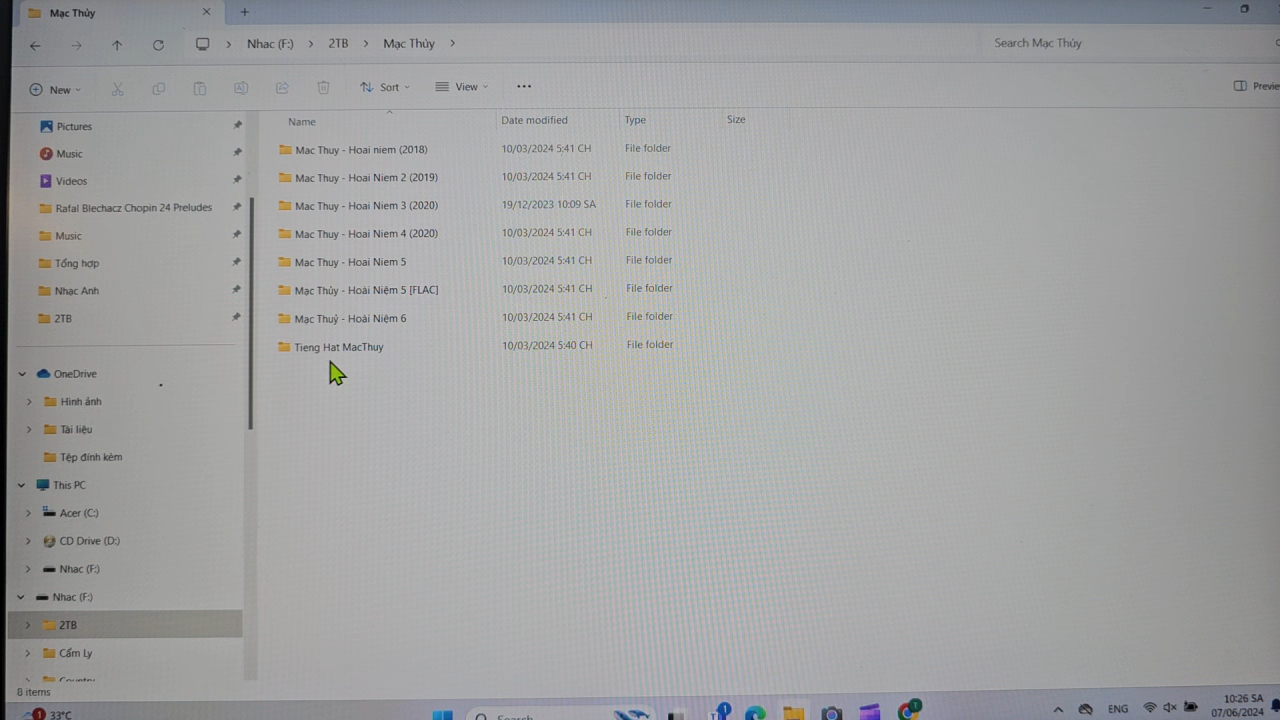 Mạc Thủy
Nhac (F:) 2TB Mạc Thủy
Search Mạc Thủy
New Sort View
Name Date modified Type Size
Pictures
Music
Videos
Rafal Blechacz Chopin 24 Preludes
Music
Tổng hợp
Nhạc Anh
2TB
OneDrive
Hình ảnh
Tài liệu
Tệp đính kèm
This PC
Acer (C:)
CD Drive (D:)
Nhac (F:)
Nhac (F:)
2TB
Cẩm Ly
Country
Mac Thuy - Hoai niem (2018) 10/03/2024 5:41 CH File folder
Mac Thuy - Hoai Niem 2 (2019) 10/03/2024 5:41 CH File folder
Mac Thuy - Hoai Niem 3 (2020) 19/12/2023 10:09 SA File folder
Mac Thuy - Hoai Niem 4 (2020) 10/03/2024 5:41 CH File folder
Mac Thuy - Hoai Niem 5 10/03/2024 5:41 CH File folder
Mạc Thủy - Hoài Niệm 5 [FLAC] 10/03/2024 5:41 CH File folder
Mạc Thuỷ - Hoài Niệm 6 10/03/2024 5:41 CH File folder
Tieng Hat MacThuy 10/03/2024 5:40 CH File folder
8 items
1 33°C
Search
1
1
ENG
10:26 SA
07/06/2024